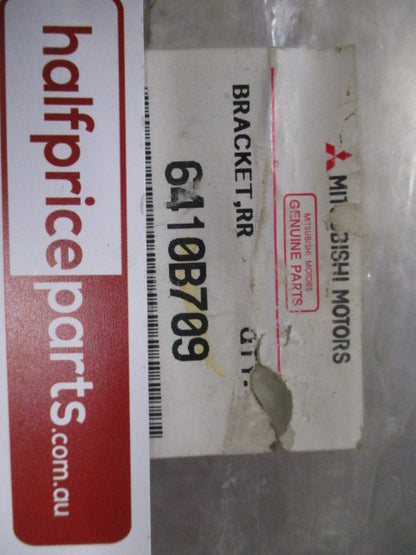 MITSUBISHI MOTORS
MITSUBISHI MOTORS
GENUINE PARTS
BRACKET,RR
QTY.
6410B709
halfpriceparts.com.au